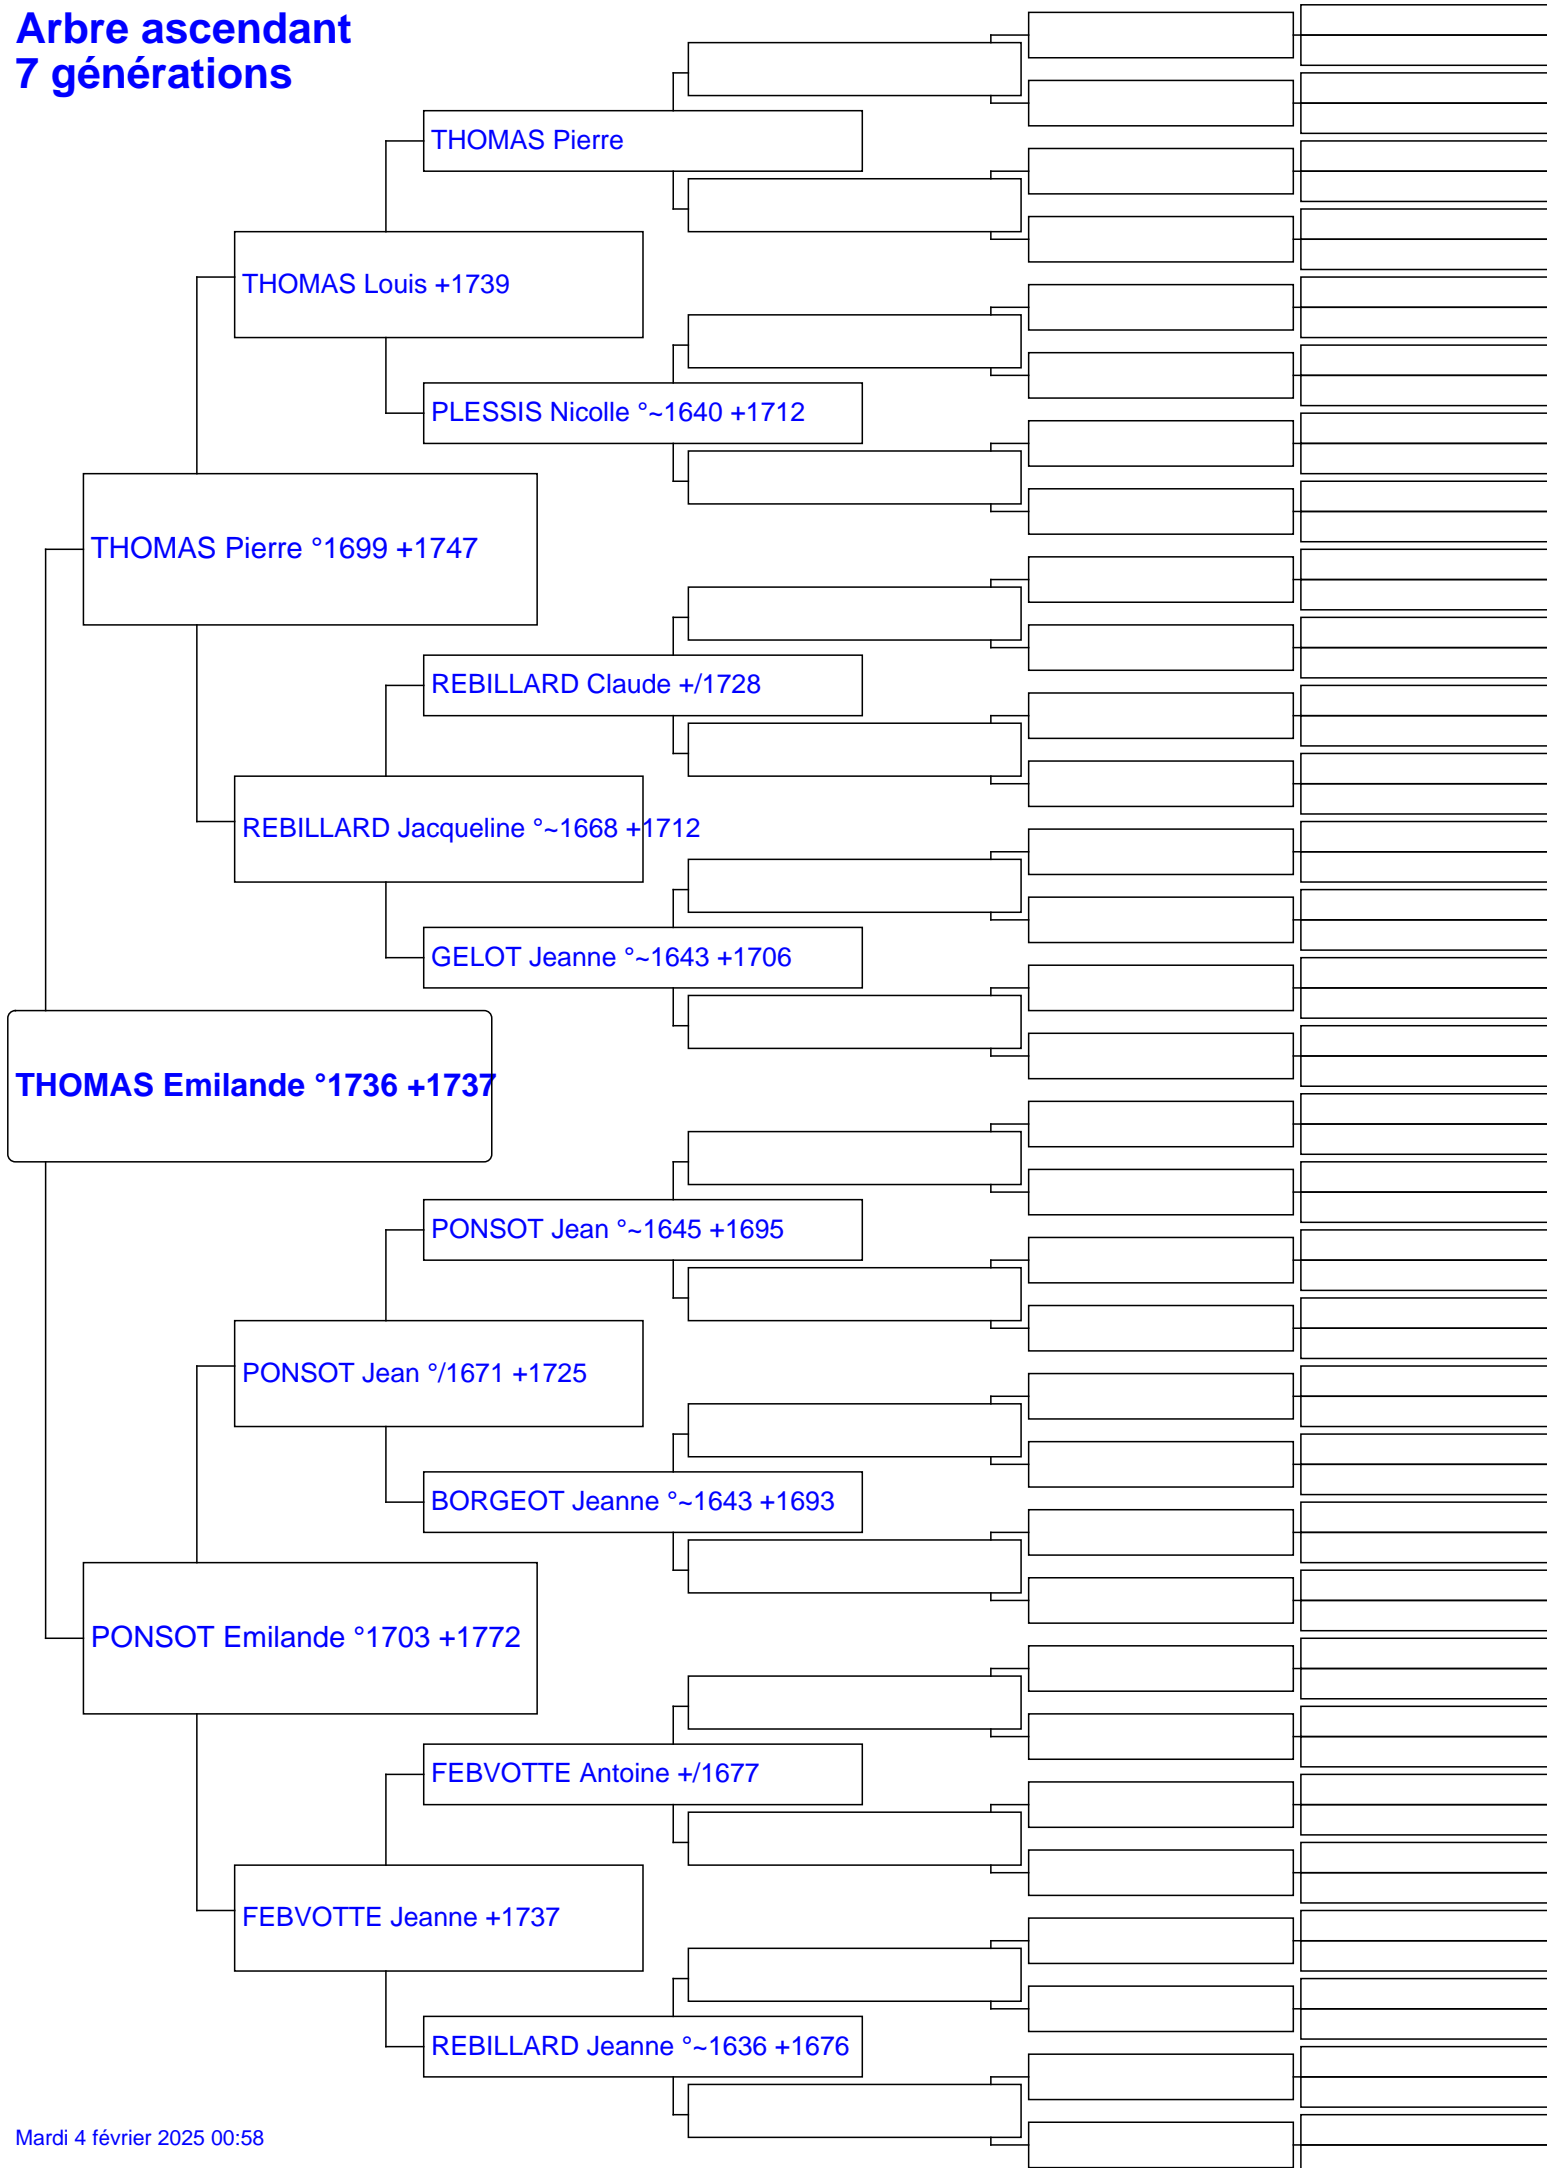 Arbre ascendant
7 générations
THOMAS Pierre
THOMAS Louis +1739
PLESSIS Nicolle °~1640 +1712
THOMAS Pierre °1699 +1747
REBILLARD Claude +/1728
REBILLARD Jacqueline °~1668 +1712
GELOT Jeanne °~1643 +1706
THOMAS Emilande °1736 +1737
PONSOT Jean °~1645 +1695
PONSOT Jean °/1671 +1725
BORGEOT Jeanne °~1643 +1693
PONSOT Emilande °1703 +1772
FEBVOTTE Antoine +/1677
FEBVOTTE Jeanne +1737
REBILLARD Jeanne °~1636 +1676
Mardi 4 février 2025 00:58